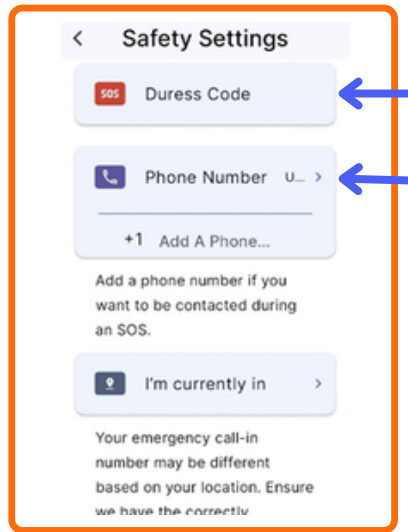 Safety Settings
SOS Duress Code
Phone Number U... >
+1 Add A Phone...
Add a phone number if you
want to be contacted during
an SOS.
I'm currently in >
Your emergency call-in
number may be different
based on your location. Ensure
we have the correctly